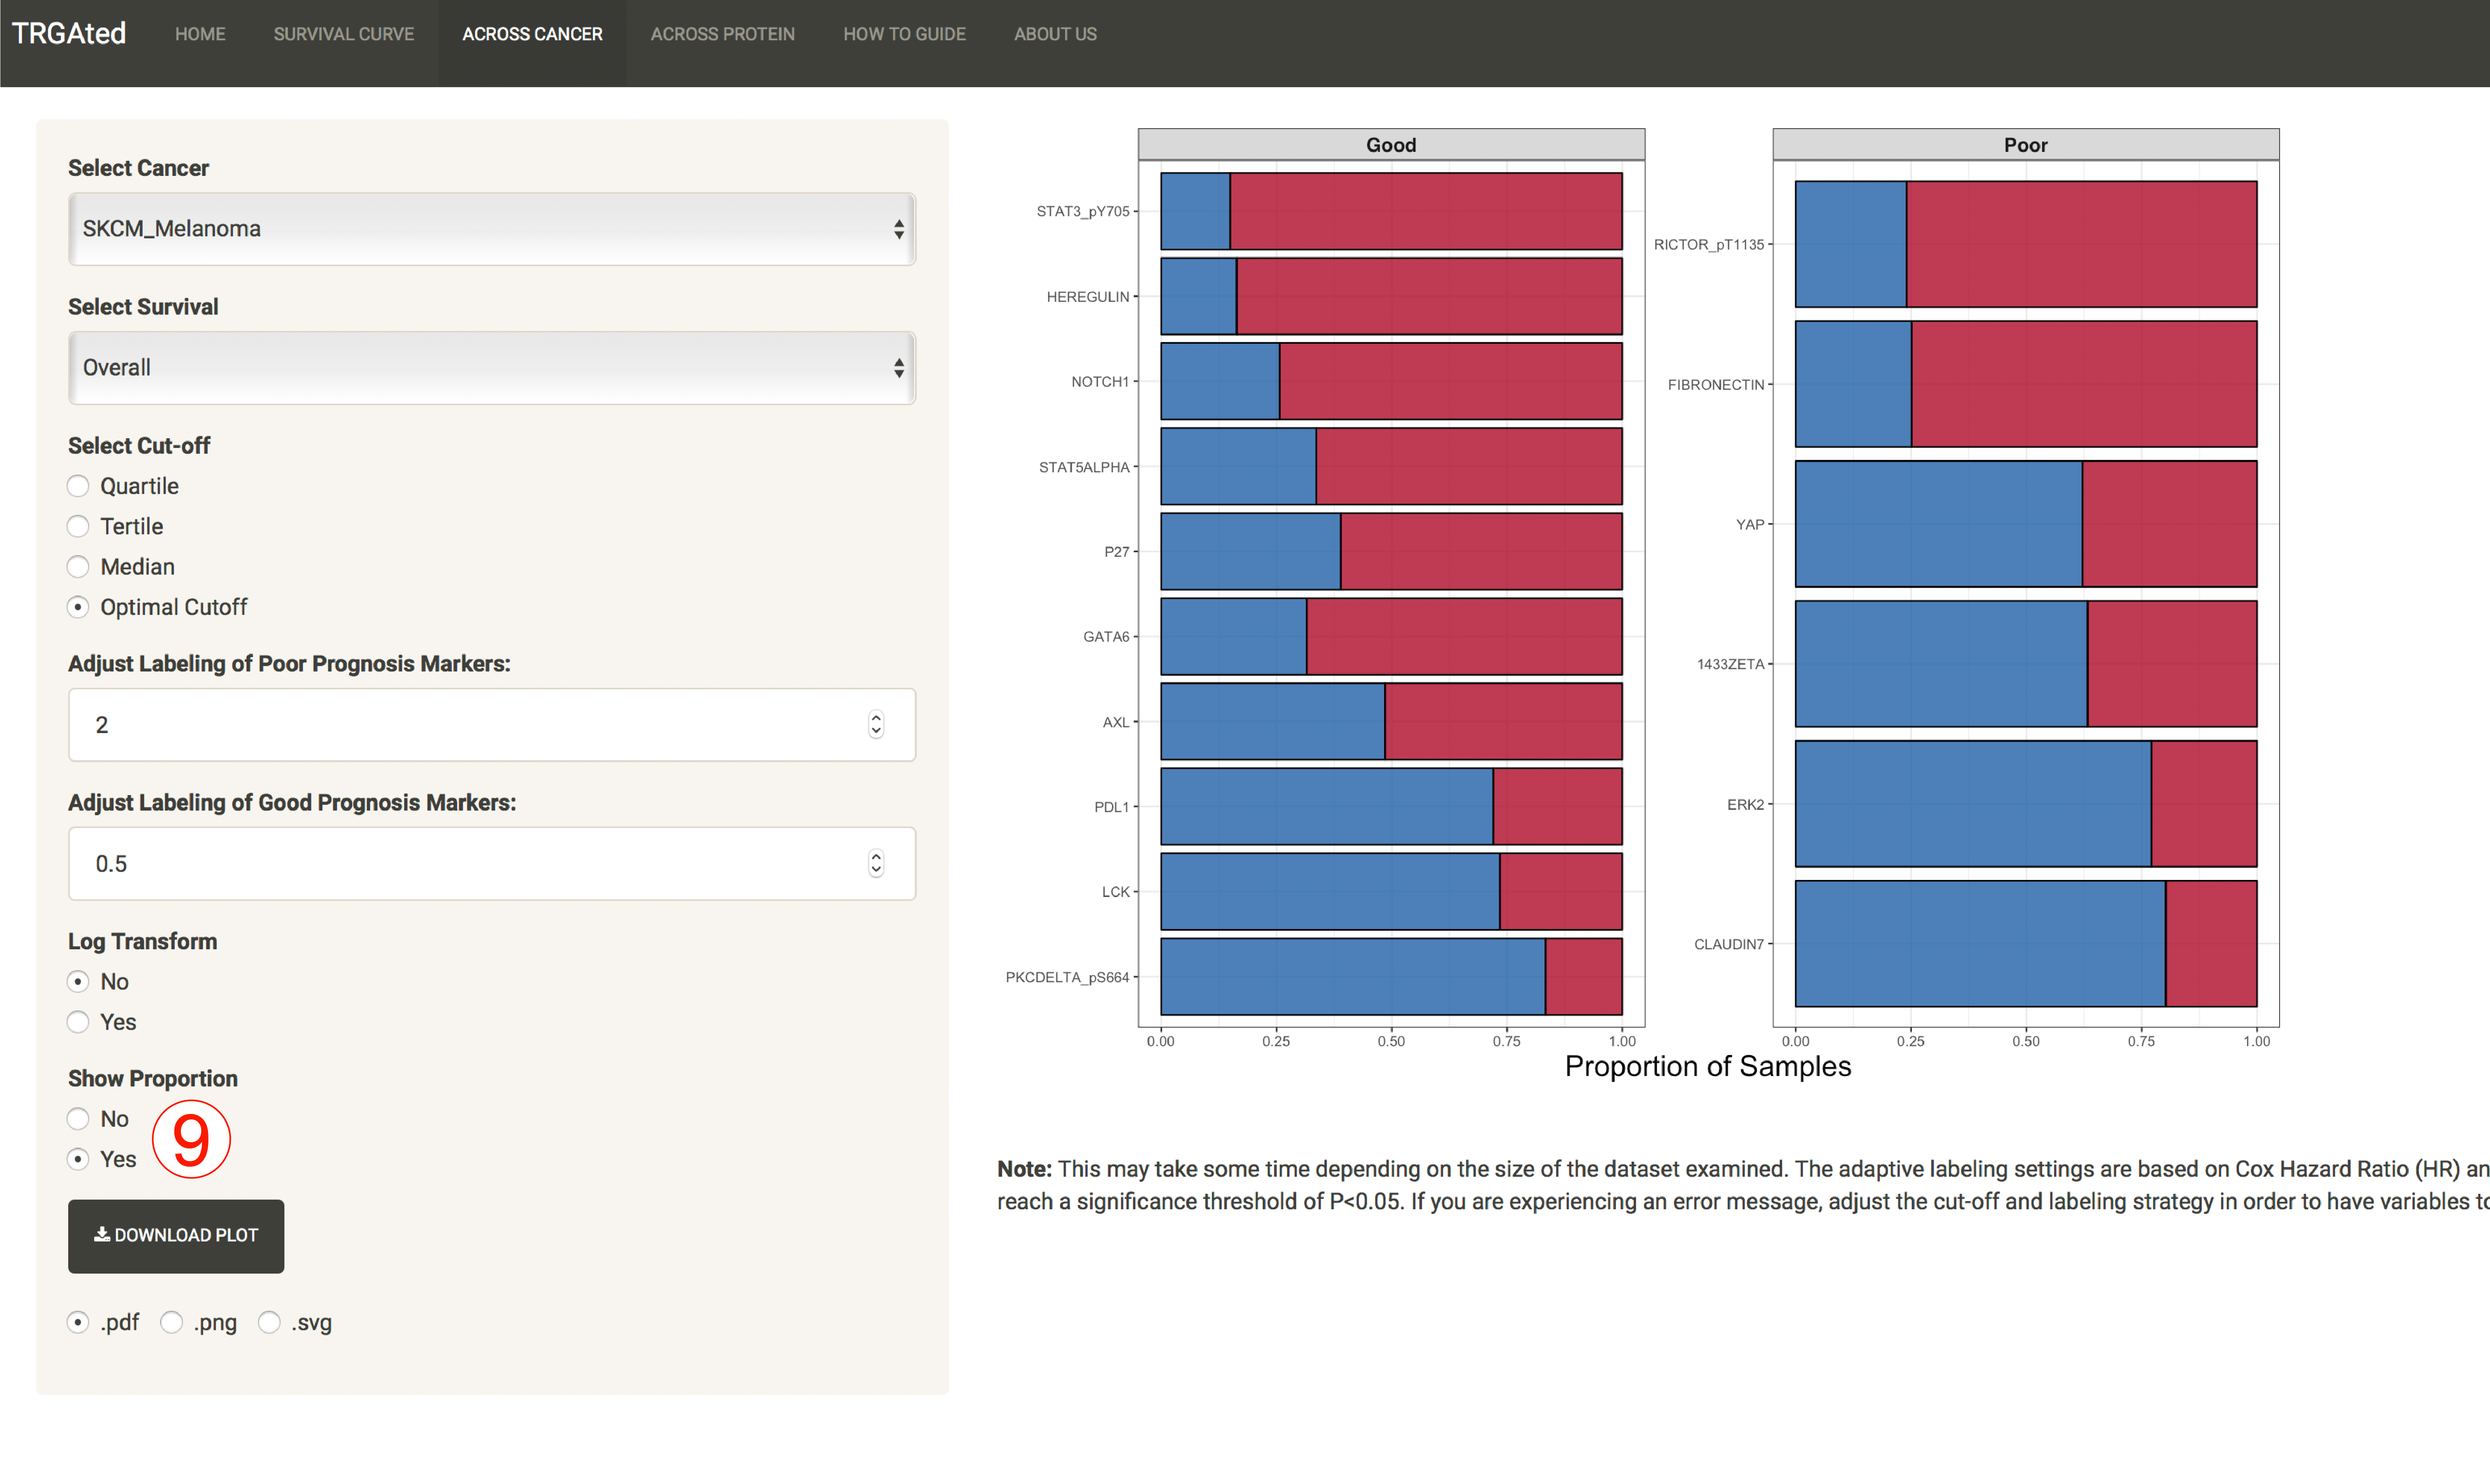 TRGAted HOME SURVIVAL CURVE ACROSS CANCER ACROSS PROTEIN HOW TO GUIDE ABOUT US
Select Cancer
SKCM_Melanoma
Select Survival
Overall
Select Cut-off
Quartile
Tertile
Median
Optimal Cutoff
Adjust Labeling of Poor Prognosis Markers:
2
Adjust Labeling of Good Prognosis Markers:
0.5
Log Transform
No
Yes
Show Proportion
No
Yes
9
DOWNLOAD PLOT
.pdf .png .svg
Good
STAT3_pY705
HEREGULIN
NOTCH1
STAT5ALPHA
P27
GATA6
AXL
PDL1
LCK
PKCDELTA_pS664
0.00 0.25 0.50 0.75 1.00
Poor
RICTOR_pT1135
FIBRONECTIN
YAP
1433ZETA
ERK2
CLAUDIN7
0.00 0.25 0.50 0.75 1.00
Proportion of Samples
Note: This may take some time depending on the size of the dataset examined. The adaptive labeling settings are based on Cox Hazard Ratio (HR) an
reach a significance threshold of P<0.05. If you are experiencing an error message, adjust the cut-off and labeling strategy in order to have variables to